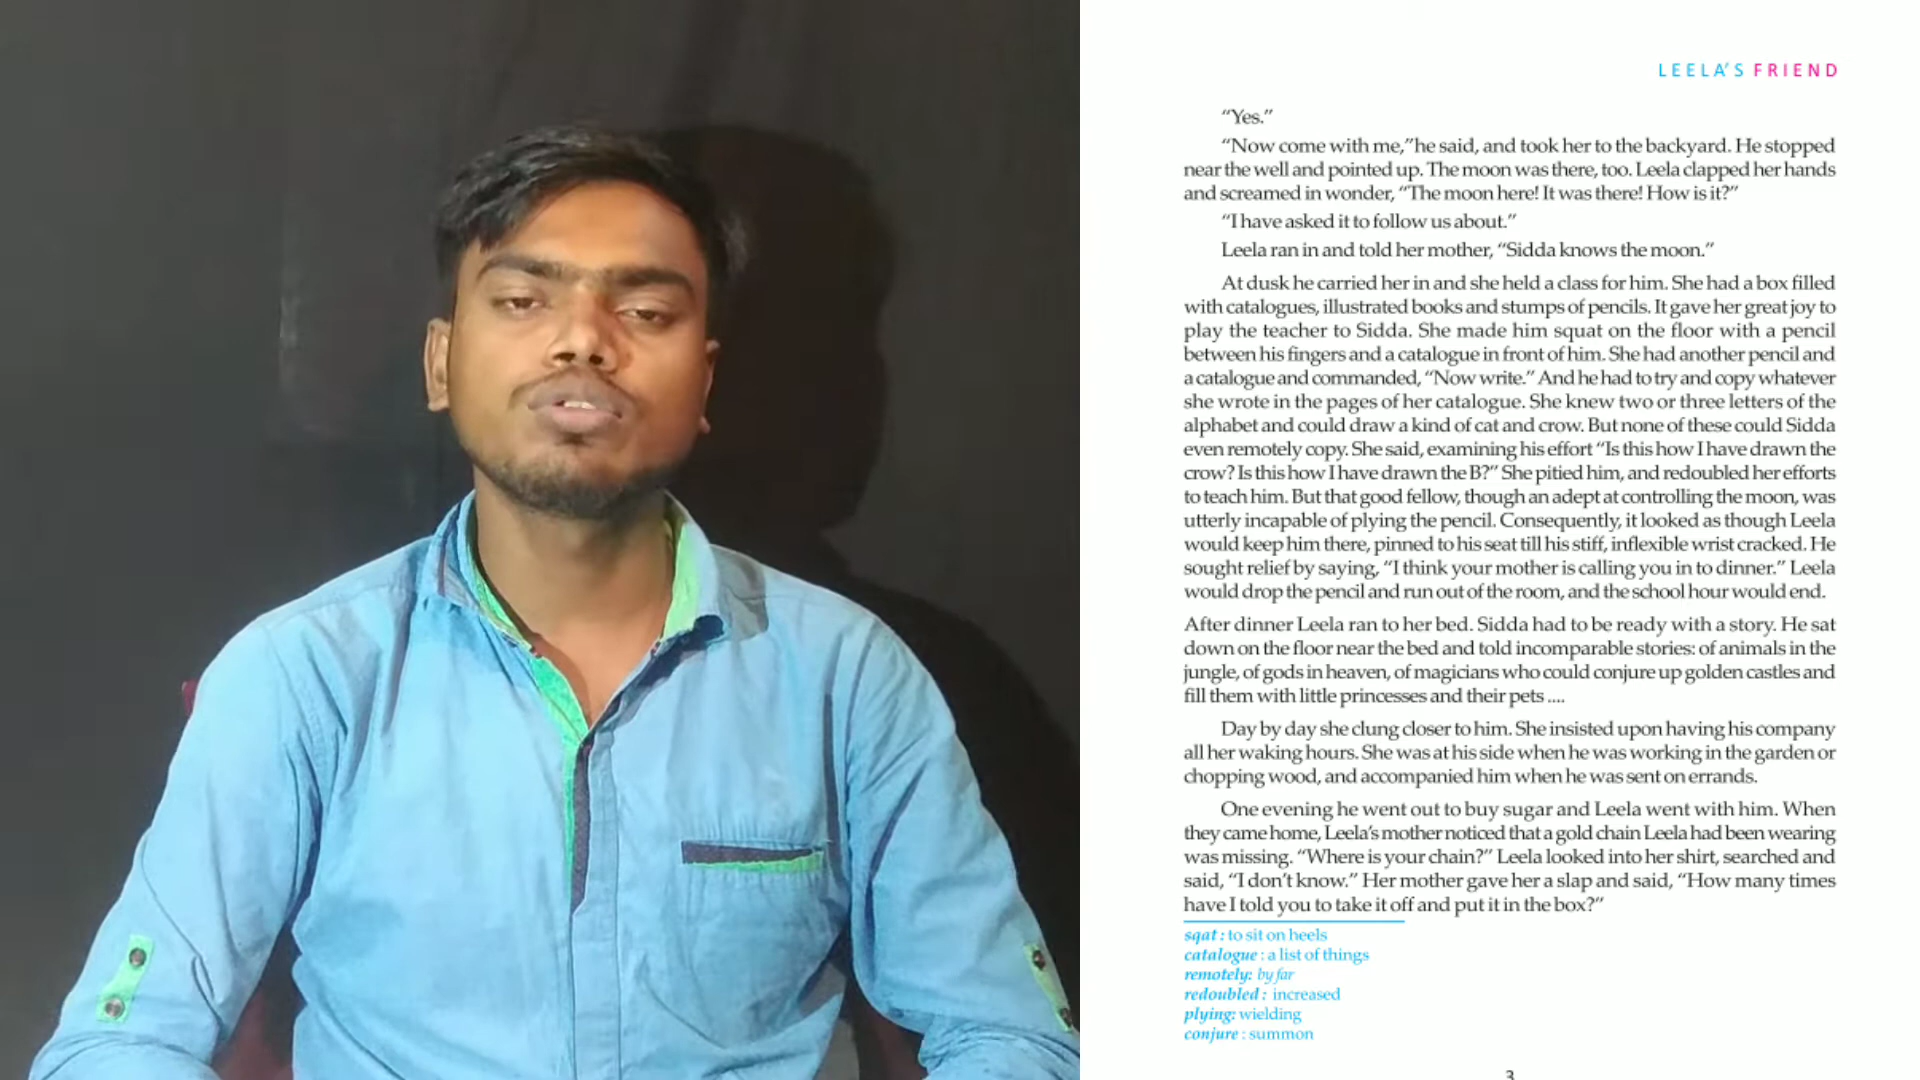 LEELA'S FRIEND
“Yes.”
“Now come with me,”he said, and took her to the backyard. He stopped
near the well and pointed up. The moon was there, too. Leela clapped her hands
and screamed in wonder, “The moon here! It was there! How is it?”
“I have asked it to follow us about.”
Leela ran in and told her mother, “Sidda knows the moon.”
At dusk he carried her in and she held a class for him. She had a box filled
with catalogues, illustrated books and stumps of pencils. It gave her great joy to
play the teacher to Sidda. She made him squat on the floor with a pencil
between his fingers and a catalogue in front of him. She had another pencil and
a catalogue and commanded, “Now write.” And he had to try and copy whatever
she wrote in the pages of her catalogue. She knew two or three letters of the
alphabet and could draw a kind of cat and crow. But none of these could Sidda
even remotely copy. She said, examining his effort “Is this how I have drawn the
crow? Is this how I have drawn the B?” She pitied him, and redoubled her efforts
to teach him. But that good fellow, though an adept at controlling the moon, was
utterly incapable of plying the pencil. Consequently, it looked as though Leela
would keep him there, pinned to his seat till his stiff, inflexible wrist cracked. He
sought relief by saying, “I think your mother is calling you in to dinner.” Leela
would drop the pencil and run out of the room, and the school hour would end.
After dinner Leela ran to her bed. Sidda had to be ready with a story. He sat
down on the floor near the bed and told incomparable stories: of animals in the
jungle, of gods in heaven, of magicians who could conjure up golden castles and
fill them with little princesses and their pets ....
Day by day she clung closer to him. She insisted upon having his company
all her waking hours. She was at his side when he was working in the garden or
chopping wood, and accompanied him when he was sent on errands.
One evening he went out to buy sugar and Leela went with him. When
they came home, Leela’s mother noticed that a gold chain Leela had been wearing
was missing. “Where is your chain?” Leela looked into her shirt, searched and
said, “I don’t know.” Her mother gave her a slap and said, “How many times
have I told you to take it off and put it in the box?”
sqat : to sit on heels
catalogue : a list of things
remotely: by far
redoubled : increased
plying: wielding
conjure : summon
3